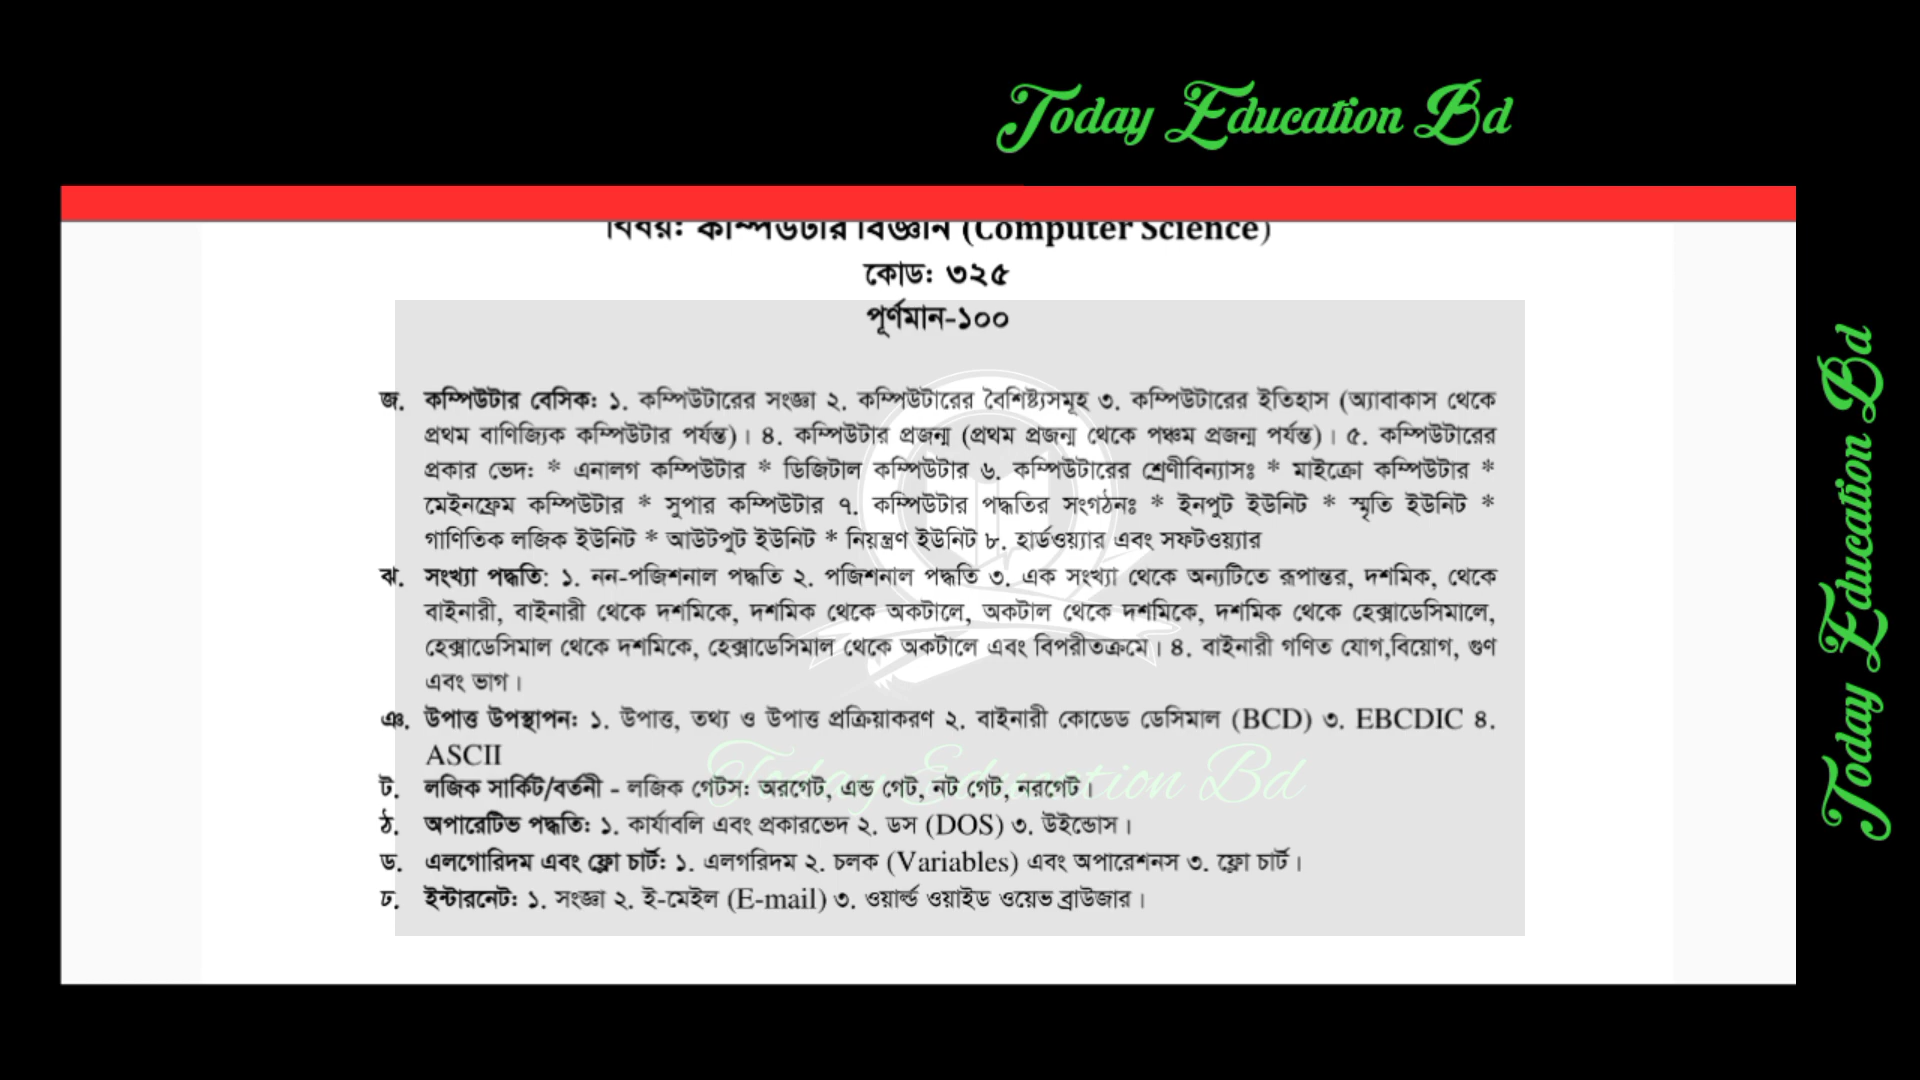 Today Education Bd
বিষয়: কম্পিউটার বিজ্ঞান (Computer Science)
কোড: ৩২৫
পূর্ণমান-১০০
জ. কম্পিউটার বেসিক: ১. কম্পিউটারের সংজ্ঞা ২. কম্পিউটারের বৈশিষ্ট্যসমূহ ৩. কম্পিউটারের ইতিহাস (অ্যাবাকাস থেকে
প্রথম বাণিজ্যিক কম্পিউটার পর্যন্ত)। ৪. কম্পিউটার প্রজন্ম (প্রথম প্রজন্ম থেকে পঞ্চম প্রজন্ম পর্যন্ত)। ৫. কম্পিউটারের
প্রকার ভেদ: * এনালগ কম্পিউটার * ডিজিটাল কম্পিউটার ৬. কম্পিউটারের শ্রেণীবিন্যাসঃ * মাইক্রো কম্পিউটার *
মেইনফ্রেম কম্পিউটার * সুপার কম্পিউটার ৭. কম্পিউটার পদ্ধতির সংগঠনঃ * ইনপুট ইউনিট * স্মৃতি ইউনিট *
গাণিতিক লজিক ইউনিট * আউটপুট ইউনিট * নিয়ন্ত্রণ ইউনিট ৮. হার্ডওয়্যার এবং সফটওয়্যার
ঝ. সংখ্যা পদ্ধতি: ১. নন-পজিশনাল পদ্ধতি ২. পজিশনাল পদ্ধতি ৩. এক সংখ্যা থেকে অন্যটিতে রূপান্তর, দশমিক, থেকে
বাইনারী, বাইনারী থেকে দশমিকে, দশমিক থেকে অকটালে, অকটাল থেকে দশমিকে, দশমিক থেকে হেক্সাডেসিমালে,
হেক্সাডেসিমাল থেকে দশমিকে, হেক্সাডেসিমাল থেকে অকটালে এবং বিপরীতক্রমে। ৪. বাইনারী গণিত যোগ,বিয়োগ, গুণ
এবং ভাগ।
ঞ. উপাত্ত উপস্থাপন: ১. উপাত্ত, তথ্য ও উপাত্ত প্রক্রিয়াকরণ ২. বাইনারী কোডেড ডেসিমাল (BCD) ৩. EBCDIC ৪.
ASCII
Today Education Bd
ট. লজিক সার্কিট/বর্তনী - লজিক গেটস: অরগেট, এন্ড গেট, নট গেট, নরগেট।
ঠ. অপারেটিভ পদ্ধতি: ১. কার্যাবলি এবং প্রকারভেদ ২. ডস (DOS) ৩. উইন্ডোস।
ড. এলগোরিদম এবং ফ্লো চার্ট: ১. এলগরিদম ২. চলক (Variables) এবং অপারেশনস ৩. ফ্লো চার্ট।
ঢ. ইন্টারনেট: ১. সংজ্ঞা ২. ই-মেইল (E-mail) ৩. ওয়ার্ল্ড ওয়াইড ওয়েভ ব্রাউজার।
Today Education Bd